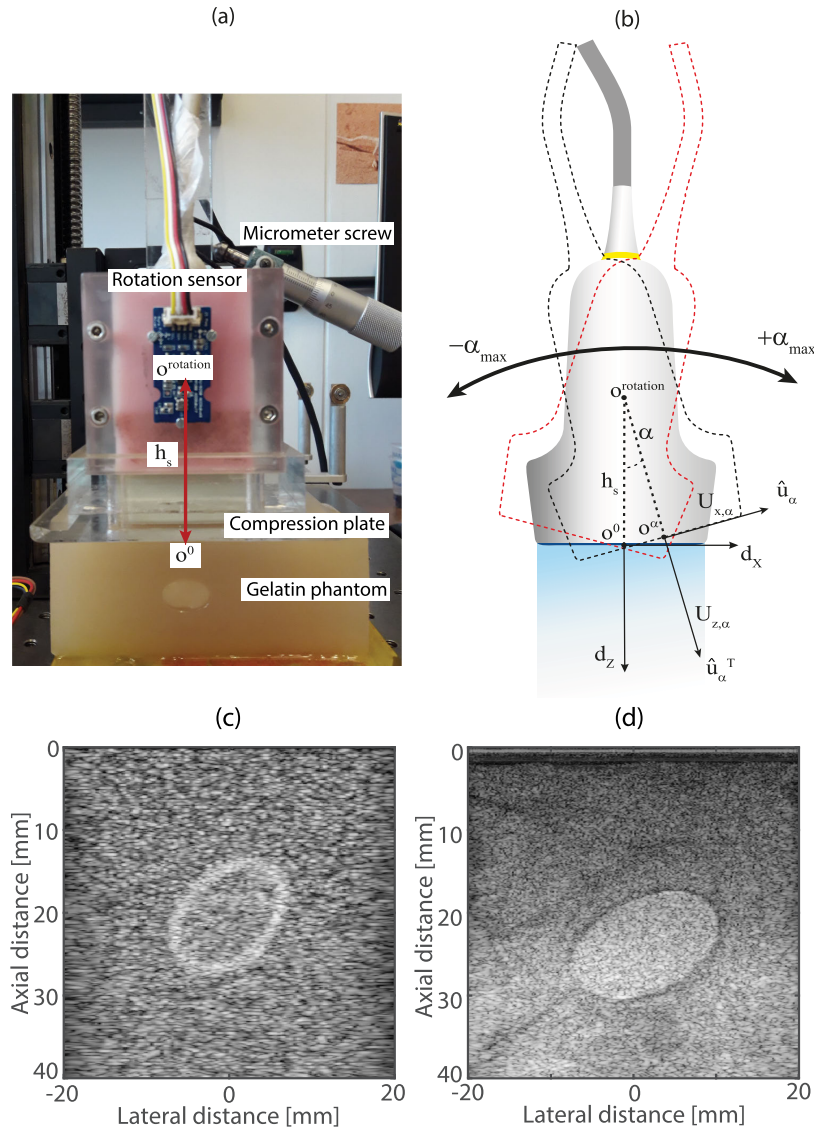 (a)
Micrometer screw
Rotation sensor
o^rotation
h_s
Compression plate
o^0
Gelatin phantom
(b)
−α_max
+α_max
o^rotation
α
h_s
U_x,α
û_α
o^0
o^α
d_X
U_z,α
d_Z
û_α^T
(c)
0
10
20
30
40
Axial distance [mm]
-20
0
20
Lateral distance [mm]
(d)
0
10
20
30
40
Axial distance [mm]
-20
0
20
Lateral distance [mm]